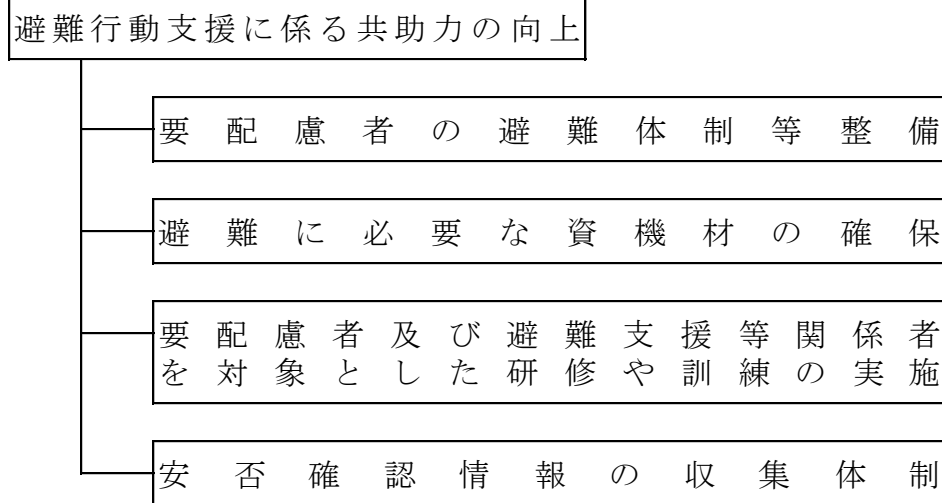 避難行動支援に係る共助力の向上
要配慮者の避難体制等整備
避難に必要な資機材の確保
要配慮者及び避難支援等関係者
を対象とした研修や訓練の実施
安否確認情報の収集体制